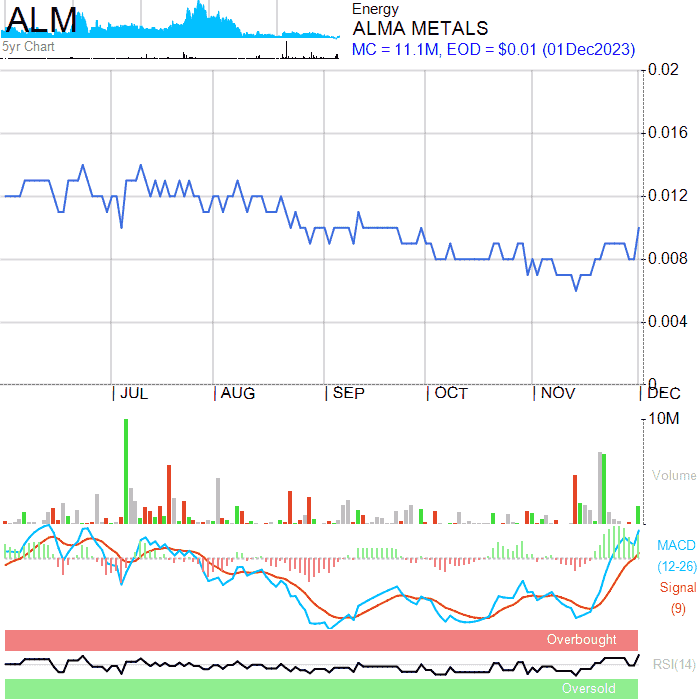 ALM
5yr Chart
Energy
ALMA METALS
MC = 11.1M, EOD = $0.01 (01Dec2023)
0.02
0.016
0.012
0.008
0.004
0
JUL
AUG
SEP
OCT
NOV
DEC
10M
Volume
MACD
(12-26)
Signal
(9)
Overbought
RSI(14)
Oversold